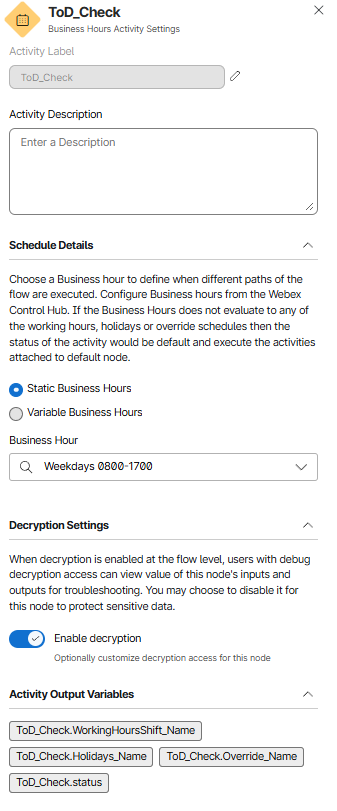 ToD_Check
Business Hours Activity Settings
Activity Label
ToD_Check
Activity Description
Enter a Description
Schedule Details
Choose a Business hour to define when different paths of the
flow are executed. Configure Business hours from the Webex
Control Hub. If the Business Hours does not evaluate to any of
the working hours, holidays or override schedules then the
status of the activity would be default and execute the activities
attached to default node.
Static Business Hours
Variable Business Hours
Business Hour
Weekdays 0800-1700
Decryption Settings
When decryption is enabled at the flow level, users with debug
decryption access can view value of this node's inputs and
outputs for troubleshooting. You may choose to disable it for
this node to protect sensitive data.
Enable decryption
Optionally customize decryption access for this node
Activity Output Variables
ToD_Check.WorkingHoursShift_Name
ToD_Check.Holidays_Name ToD_Check.Override_Name
ToD_Check.status